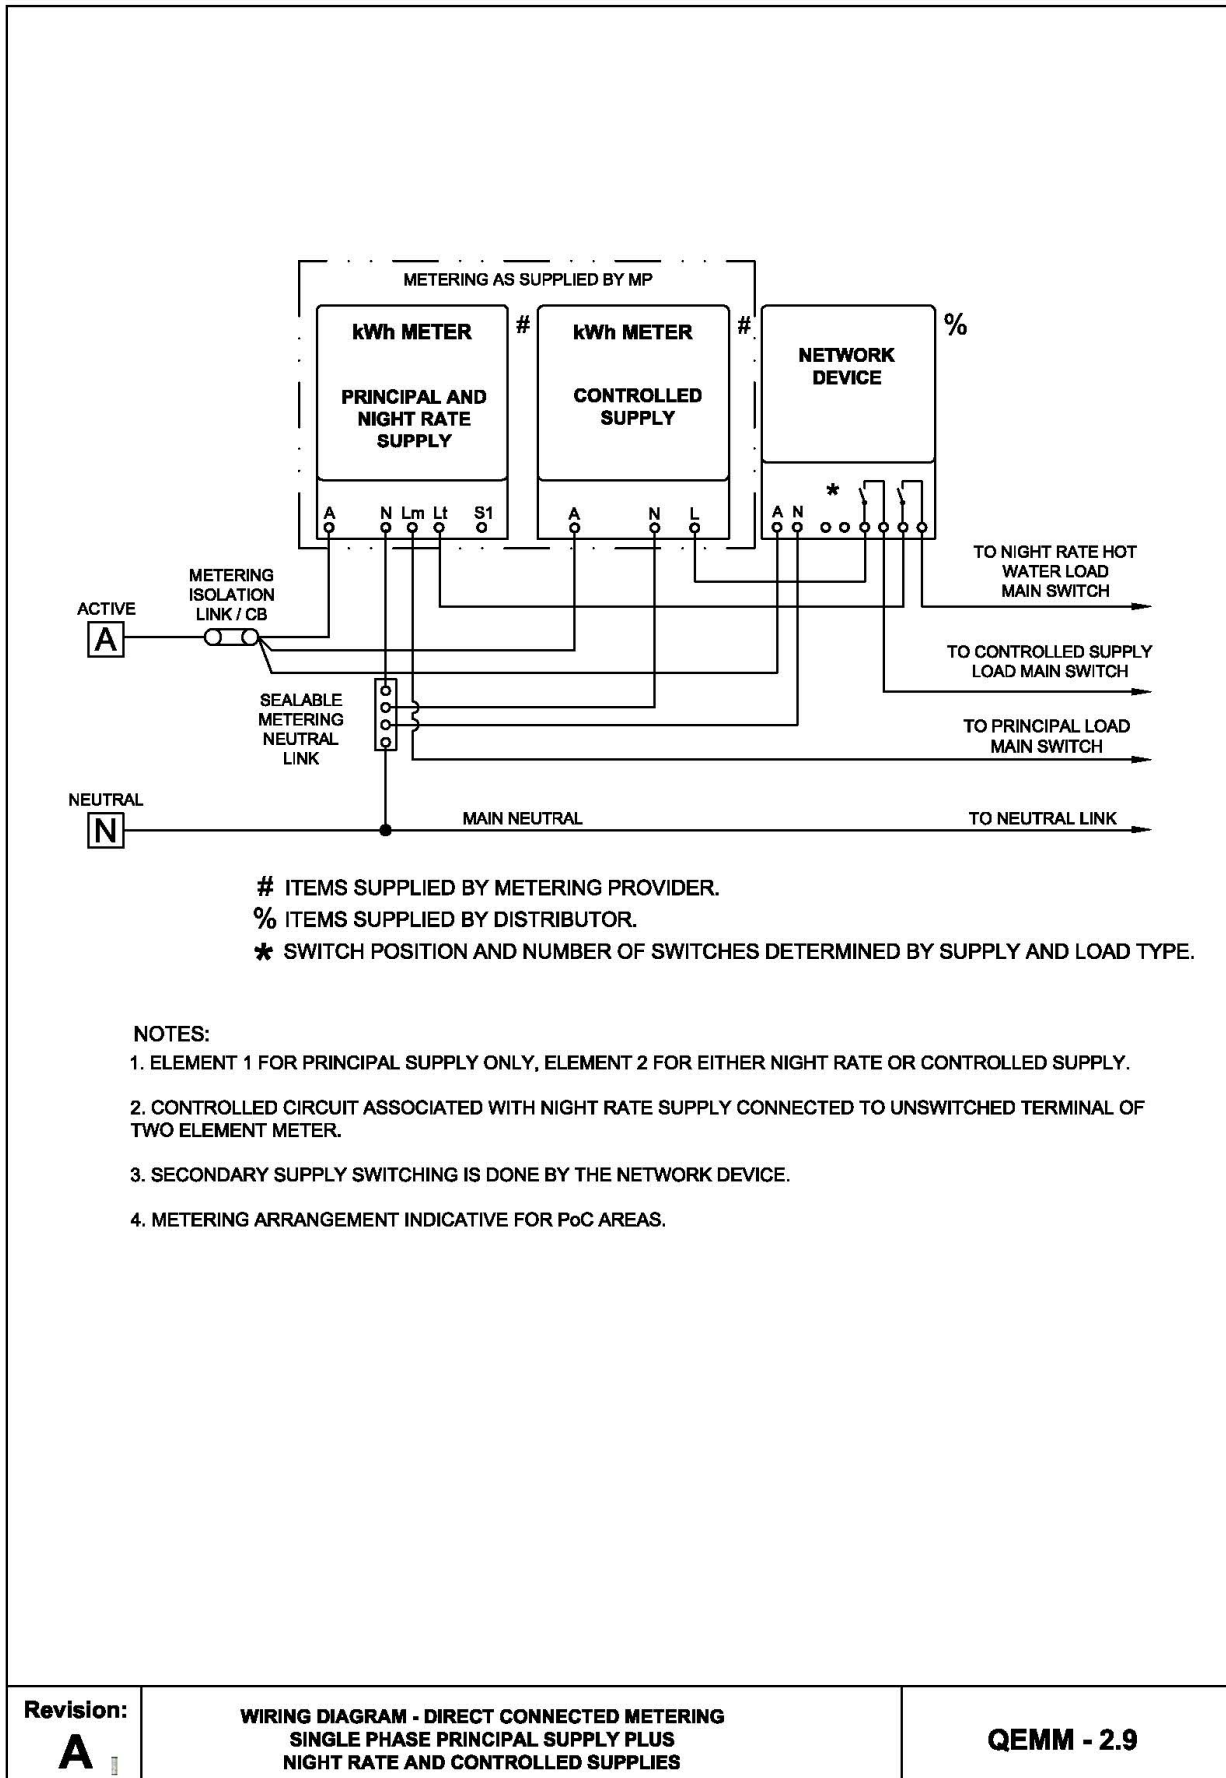 METERING AS SUPPLIED BY MP
kWh METER
#
PRINCIPAL AND
NIGHT RATE
SUPPLY
A N Lm Lt S1
kWh METER
#
CONTROLLED
SUPPLY
A N L
NETWORK
DEVICE
%
*
A N
METERING
ISOLATION
LINK / CB
ACTIVE
A
SEALABLE
METERING
NEUTRAL
LINK
NEUTRAL
N
MAIN NEUTRAL
TO NIGHT RATE HOT
WATER LOAD
MAIN SWITCH
TO CONTROLLED SUPPLY
LOAD MAIN SWITCH
TO PRINCIPAL LOAD
MAIN SWITCH
TO NEUTRAL LINK
# ITEMS SUPPLIED BY METERING PROVIDER.
% ITEMS SUPPLIED BY DISTRIBUTOR.
* SWITCH POSITION AND NUMBER OF SWITCHES DETERMINED BY SUPPLY AND LOAD TYPE.
NOTES:
1. ELEMENT 1 FOR PRINCIPAL SUPPLY ONLY, ELEMENT 2 FOR EITHER NIGHT RATE OR CONTROLLED SUPPLY.
2. CONTROLLED CIRCUIT ASSOCIATED WITH NIGHT RATE SUPPLY CONNECTED TO UNSWITCHED TERMINAL OF
TWO ELEMENT METER.
3. SECONDARY SUPPLY SWITCHING IS DONE BY THE NETWORK DEVICE.
4. METERING ARRANGEMENT INDICATIVE FOR PoC AREAS.
Revision:
A
WIRING DIAGRAM - DIRECT CONNECTED METERING
SINGLE PHASE PRINCIPAL SUPPLY PLUS
NIGHT RATE AND CONTROLLED SUPPLIES
QEMM - 2.9